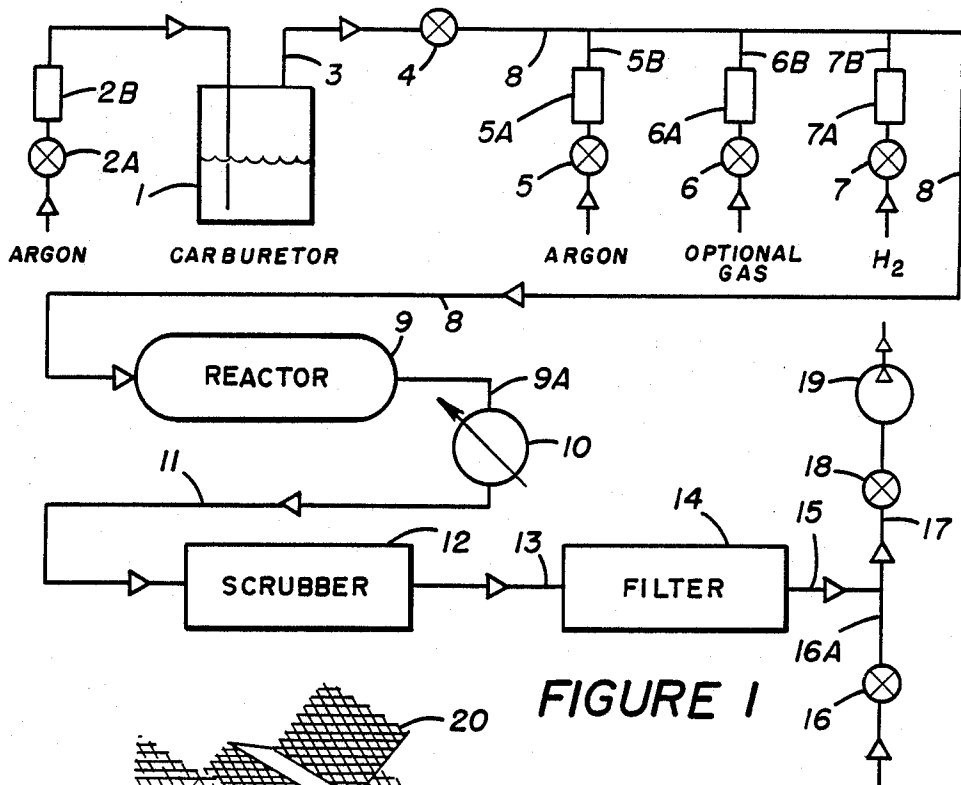 3
4
8
5B
6B
7B
2B
5A
6A
7A
2A
1
5
6
7
8
ARGON
CARBURETOR
ARGON
OPTIONAL
GAS
H2
8
9
REACTOR
9A
19
10
11
18
12
13
14
15
17
SCRUBBER
FILTER
16A
FIGURE 1
16
20